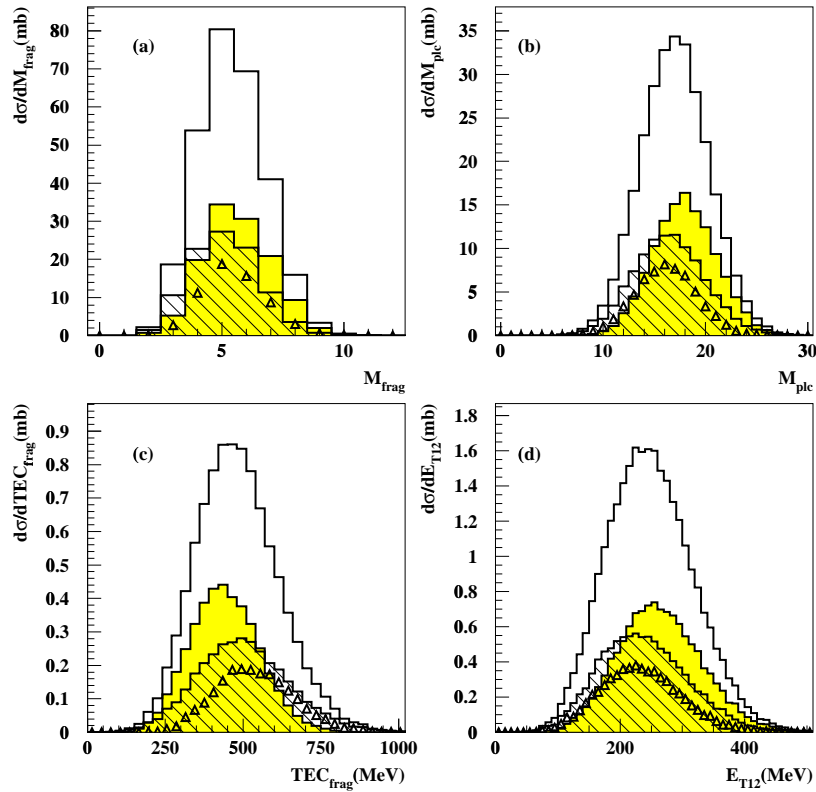 dσ/dM_frag(mb)
(a)
80
70
60
50
40
30
20
10
0
0 5 10
M_frag
dσ/dM_plc(mb)
(b)
35
30
25
20
15
10
5
0
0 10 20 30
M_plc
dσ/dTEC_frag(mb)
(c)
0.9
0.8
0.7
0.6
0.5
0.4
0.3
0.2
0.1
0
0 250 500 750 1000
TEC_frag(MeV)
dσ/dE_T12(mb)
(d)
1.8
1.6
1.4
1.2
1
0.8
0.6
0.4
0.2
0
200 400
E_T12(MeV)